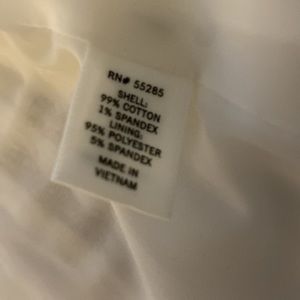 RN# 55285
SHELL:
99% COTTON
1% SPANDEX
LINING:
95% POLYESTER
5% SPANDEX
MADE IN
VIETNAM